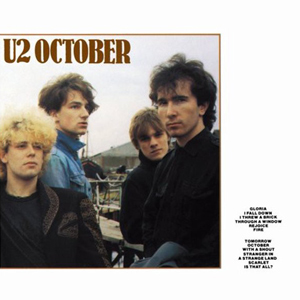 U2 OCTOBER
GLORIA
I FALL DOWN
I THREW A BRICK
THROUGH A WINDOW
REJOICE
FIRE
TOMORROW
OCTOBER
WITH A SHOUT
STRANGER IN
A STRANGE LAND
SCARLET
IS THAT ALL?